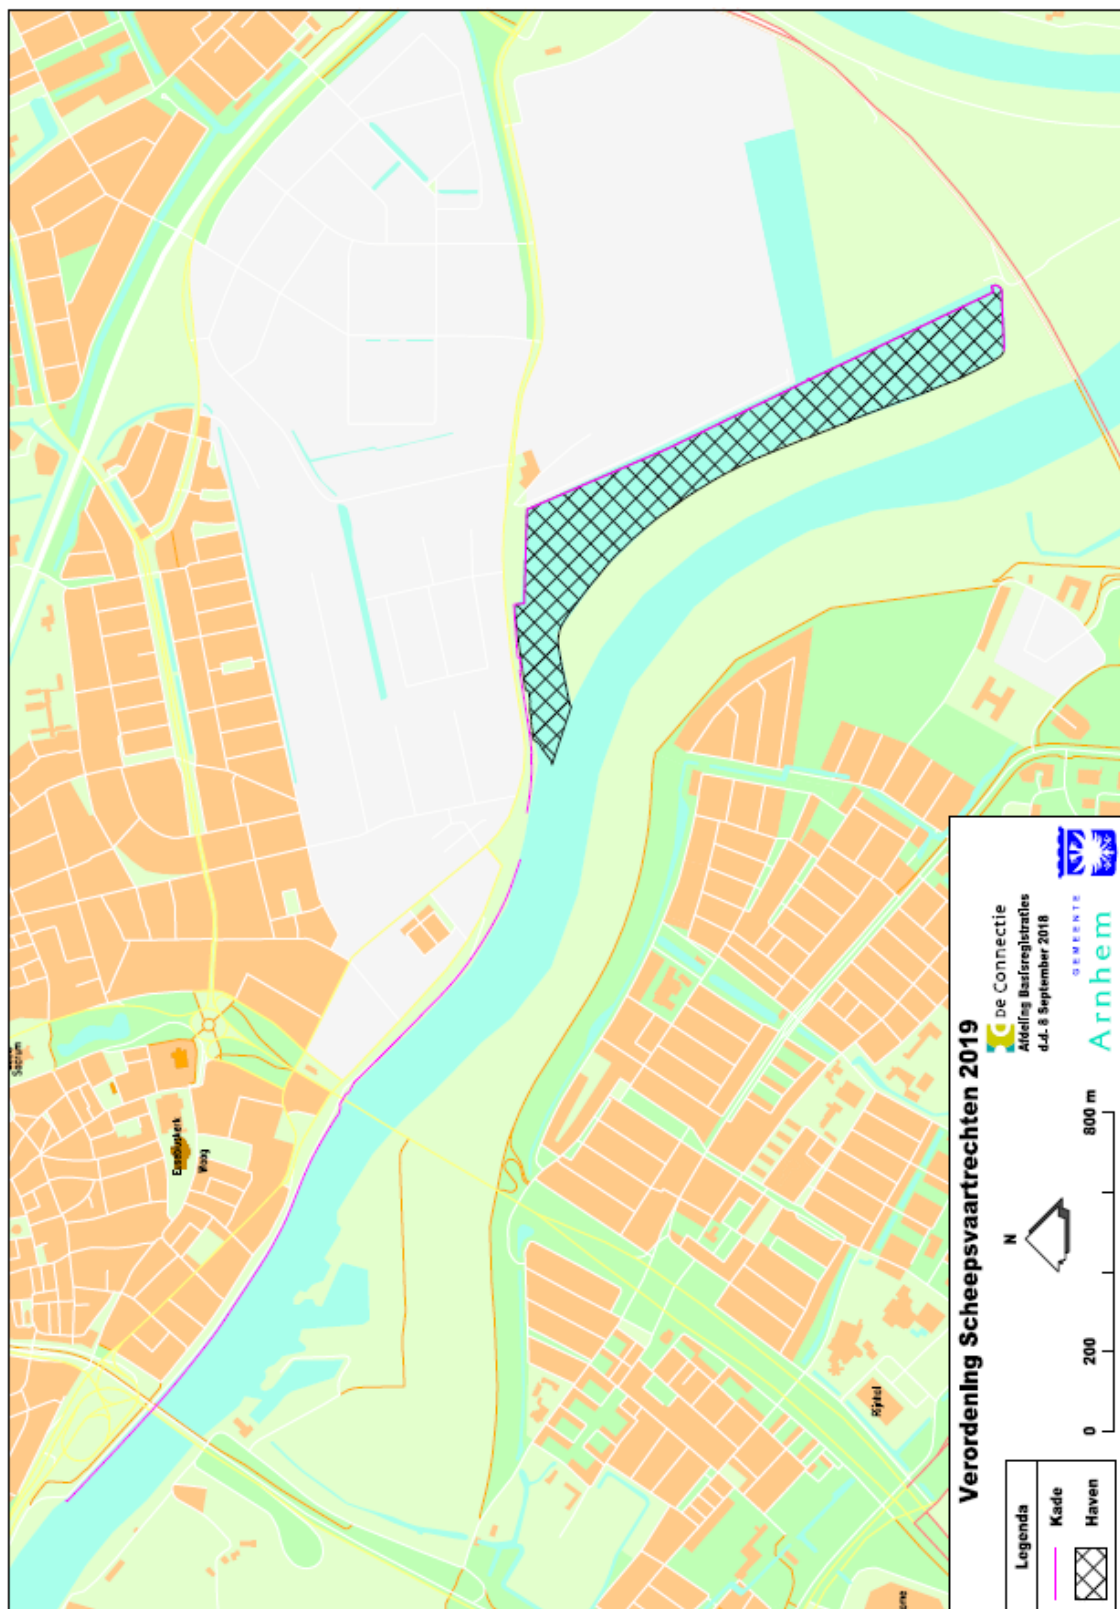 Eusebiuskerk
Waag
Rijnhal
Verordening Scheepsvaartrechten 2019
De Connectie
Afdeling Basisregistraties
d.d. 8 September 2018
GEMEENTE
Arnhem
N
0 200 800 m
Legenda
Kade
Haven